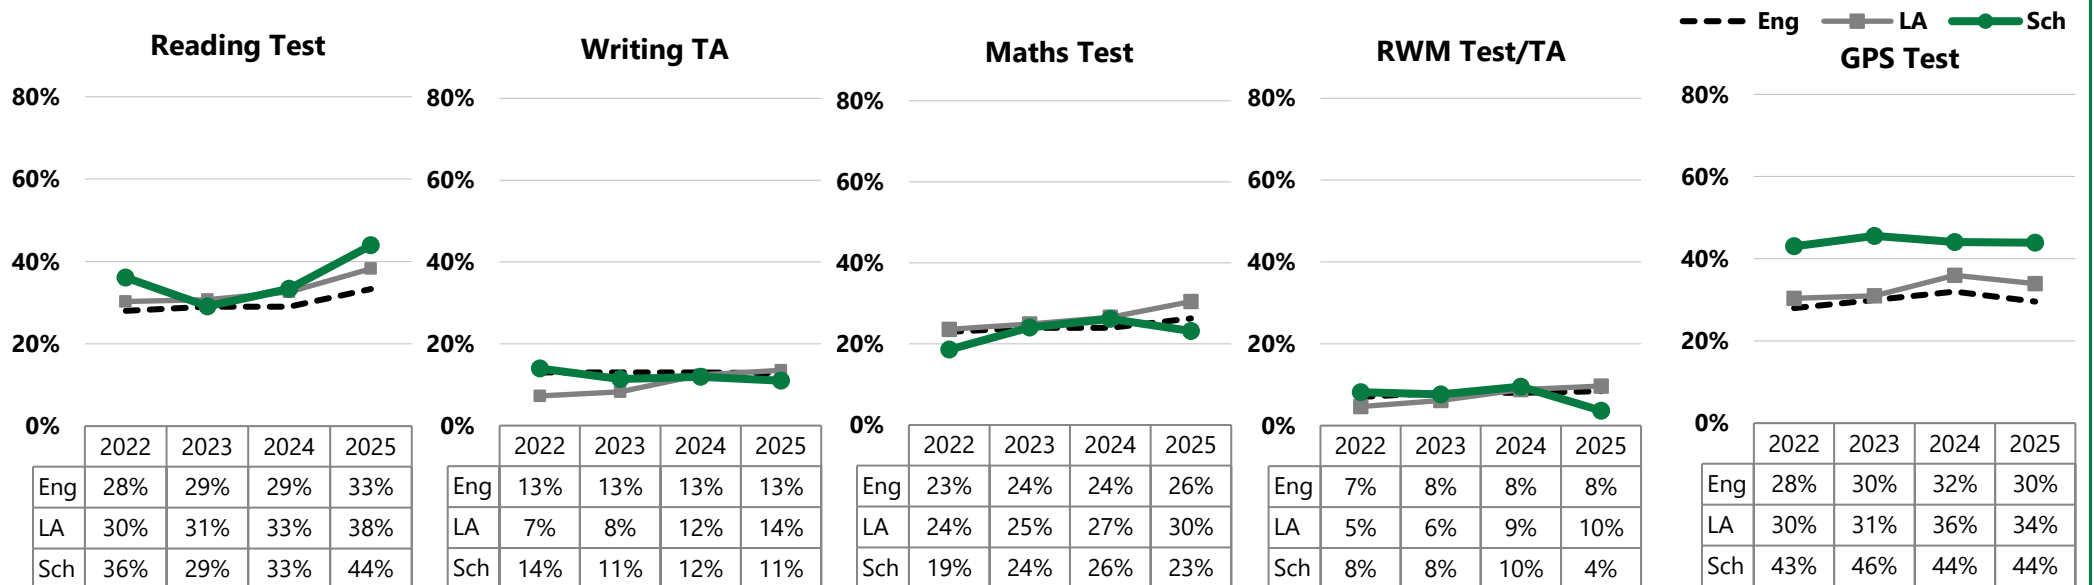 Eng LA Sch
Reading Test
80%
60%
40%
20%
0%
2022 2023 2024 2025
Eng 28% 29% 29% 33%
LA 30% 31% 33% 38%
Sch 36% 29% 33% 44%
Writing TA
80%
60%
40%
20%
0%
2022 2023 2024 2025
Eng 13% 13% 13% 13%
LA 7% 8% 12% 14%
Sch 14% 11% 12% 11%
Maths Test
80%
60%
40%
20%
0%
2022 2023 2024 2025
Eng 23% 24% 24% 26%
LA 24% 25% 27% 30%
Sch 19% 24% 26% 23%
RWM Test/TA
80%
60%
40%
20%
0%
2022 2023 2024 2025
Eng 7% 8% 8% 8%
LA 5% 6% 9% 10%
Sch 8% 8% 10% 4%
GPS Test
80%
60%
40%
20%
0%
2022 2023 2024 2025
Eng 28% 30% 32% 30%
LA 30% 31% 36% 34%
Sch 43% 46% 44% 44%